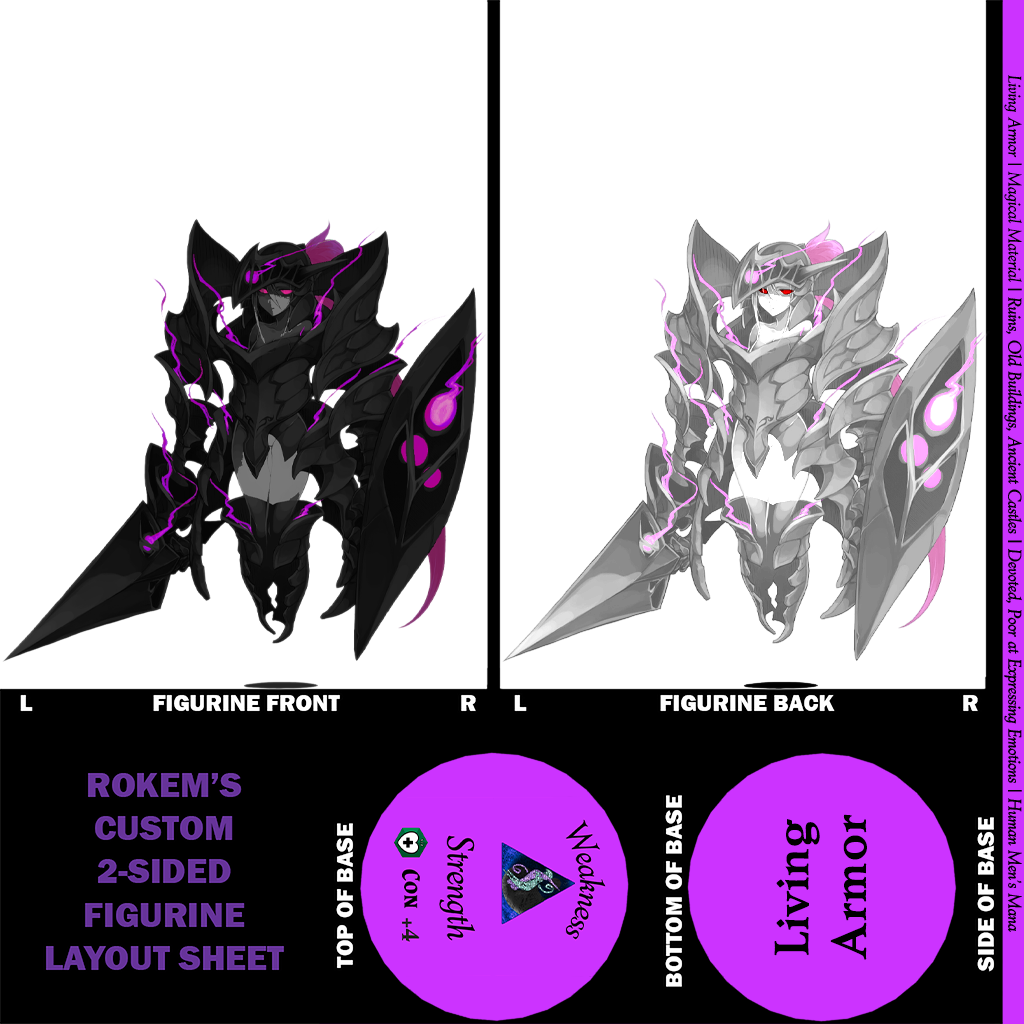 L
FIGURINE FRONT
R
L
FIGURINE BACK
R
ROKEM'S
CUSTOM
2-SIDED
FIGURINE
LAYOUT SHEET
TOP OF BASE
Weakness
Strength
CON +4
BOTTOM OF BASE
Living
Armor
SIDE OF BASE
Living Armor | Magical Material | Ruins, Old Buildings, Ancient Castles | Devoted, Poor at Expressing Emotions | Human Men's Mana